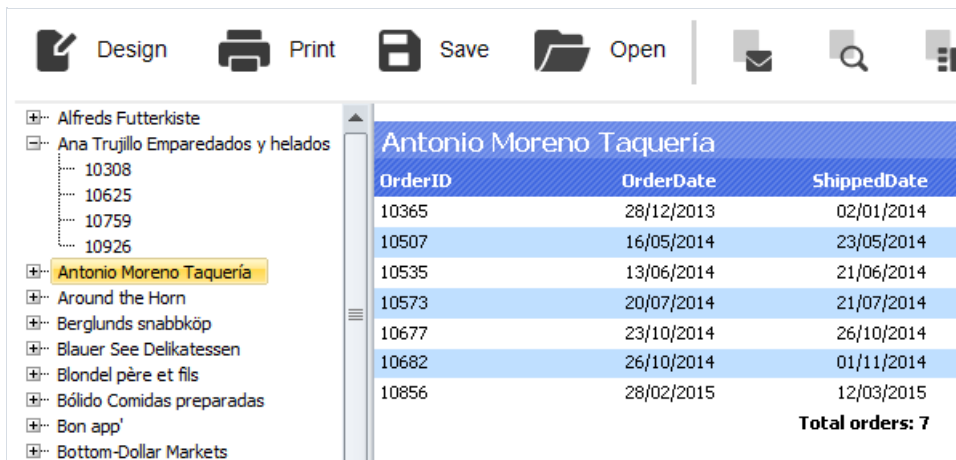 Design Print Save Open
Alfreds Futterkiste
Ana Trujillo Emparedados y helados
10308
10625
10759
10926
Antonio Moreno Taquería
Around the Horn
Berglunds snabbköp
Blauer See Delikatessen
Blondel père et fils
Bólido Comidas preparadas
Bon app'
Bottom-Dollar Markets
Antonio Moreno Taquería
OrderID OrderDate ShippedDate
10365 28/12/2013 02/01/2014
10507 16/05/2014 23/05/2014
10535 13/06/2014 21/06/2014
10573 20/07/2014 21/07/2014
10677 23/10/2014 26/10/2014
10682 26/10/2014 01/11/2014
10856 28/02/2015 12/03/2015
Total orders: 7